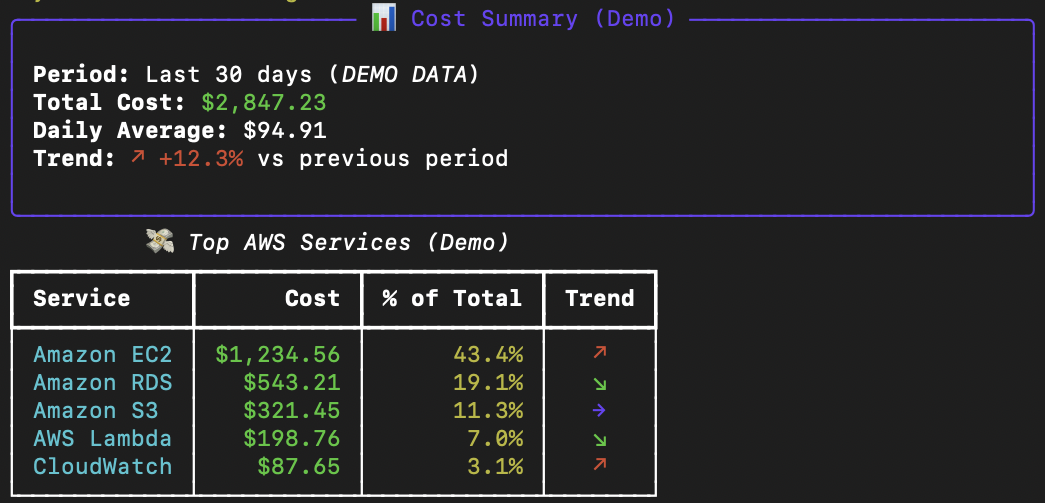 📊 Cost Summary (Demo)
Period: Last 30 days (DEMO DATA)
Total Cost: $2,847.23
Daily Average: $94.91
Trend: ↗ +12.3% vs previous period
💸 Top AWS Services (Demo)
Service Cost % of Total Trend
Amazon EC2 $1,234.56 43.4% ↗
Amazon RDS $543.21 19.1% ↘
Amazon S3 $321.45 11.3% →
AWS Lambda $198.76 7.0% ↘
CloudWatch $87.65 3.1% ↗